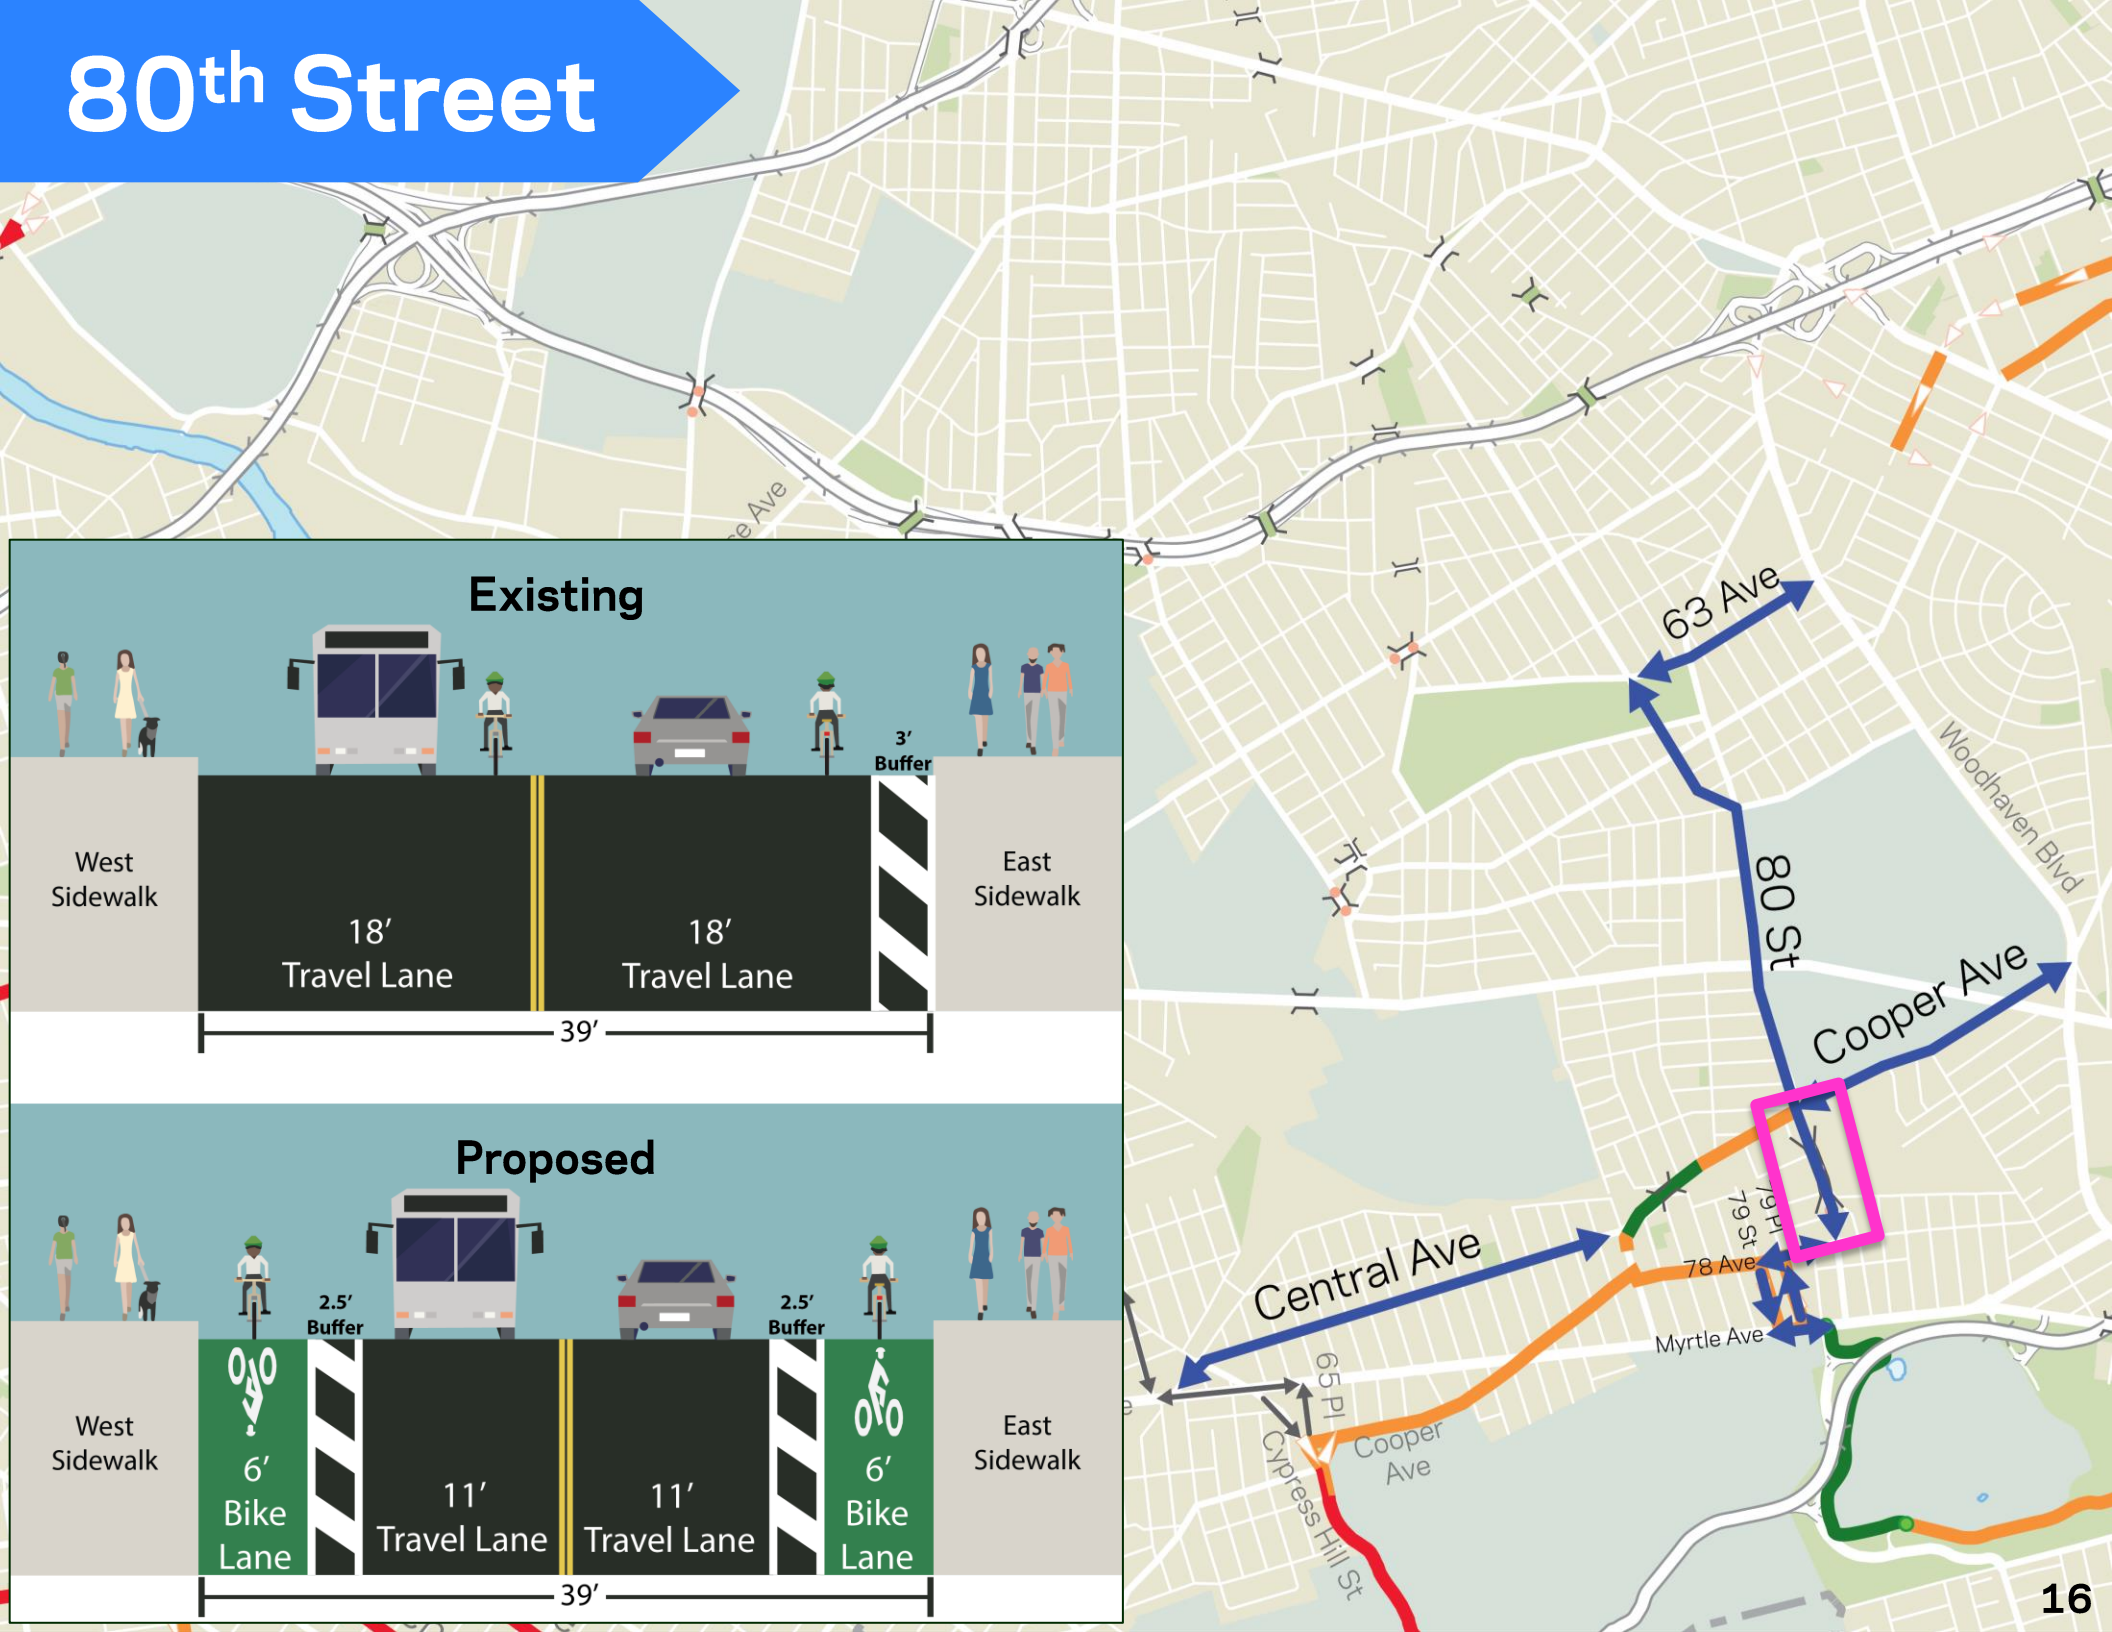 80th Street
ce Ave
63 Ave
Woodhaven Blvd
80 St
Cooper Ave
79 Pl
79 St
78 Ave
Central Ave
Myrtle Ave
65 Pl
Cooper
Ave
Cypress Hill St
Existing
3’
Buffer
West
Sidewalk
18’
Travel Lane
18’
Travel Lane
East
Sidewalk
39’
Proposed
2.5’
Buffer
2.5’
Buffer
West
Sidewalk
6’
Bike
Lane
11’
Travel Lane
11’
Travel Lane
6’
Bike
Lane
East
Sidewalk
39’
16